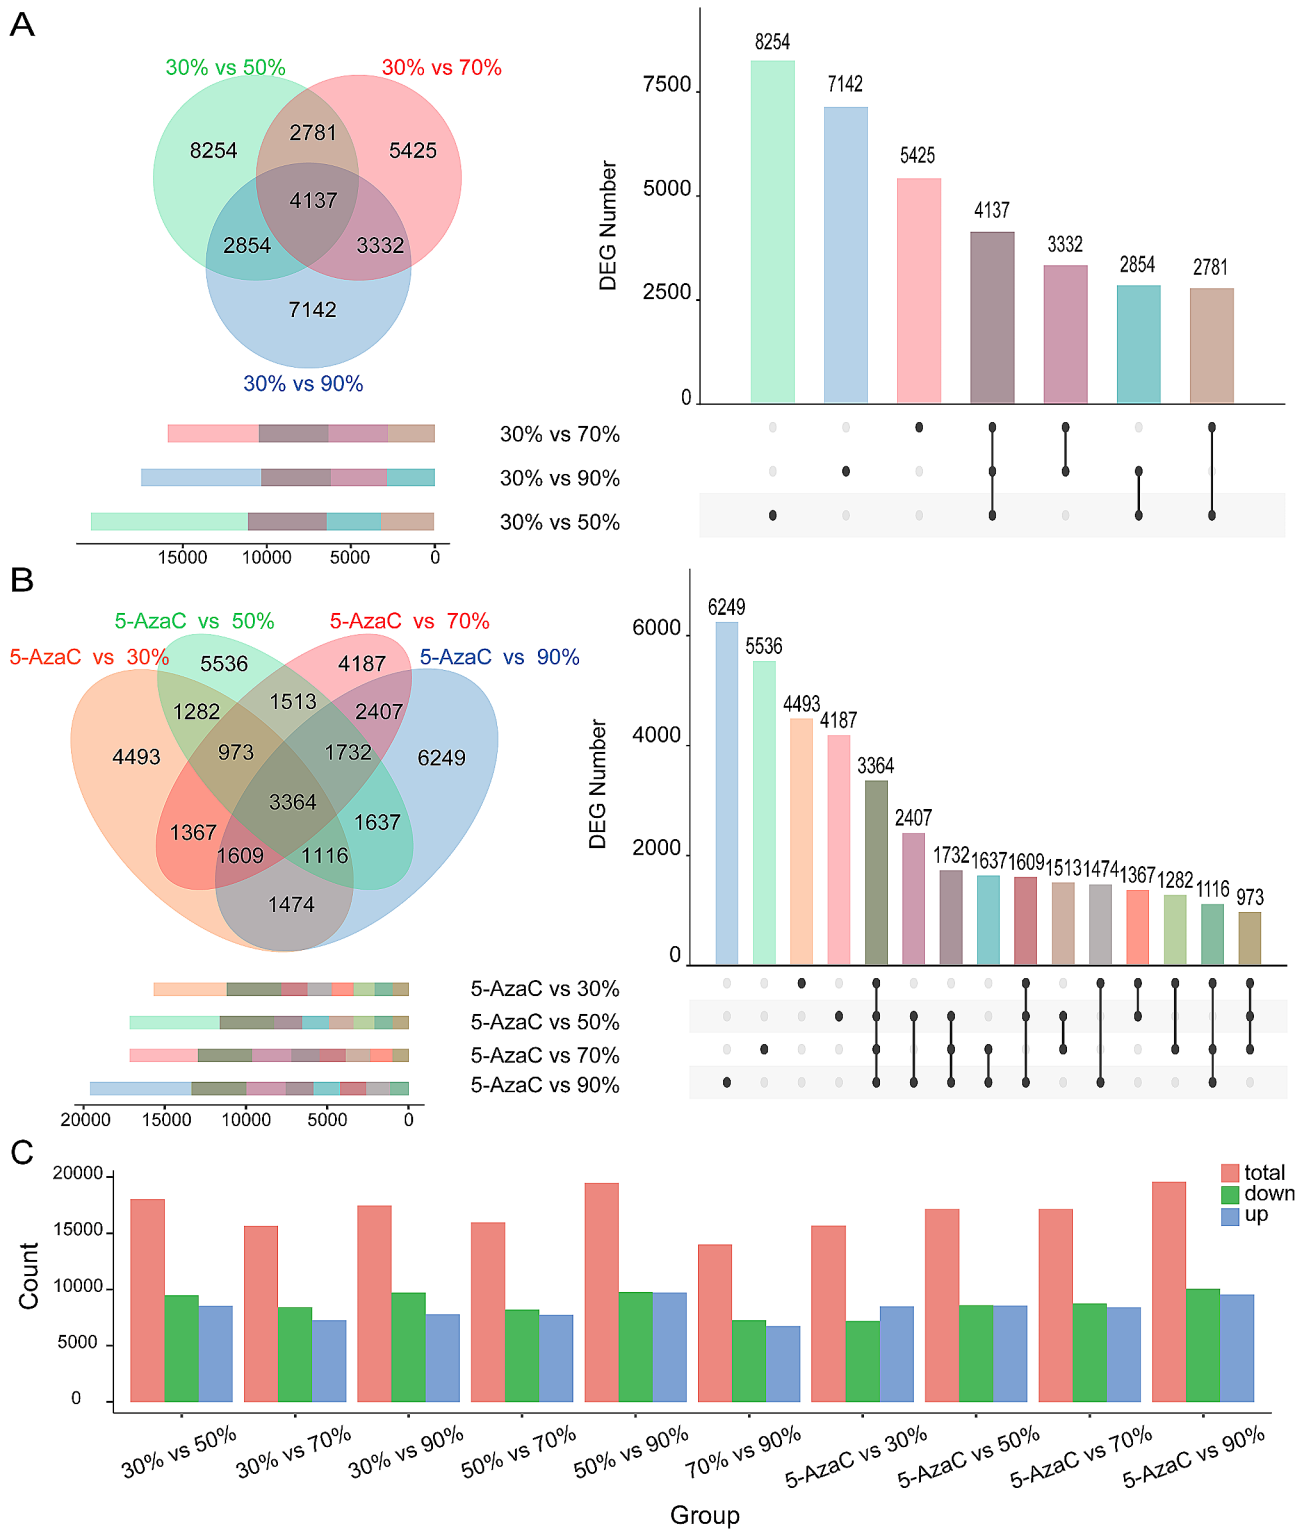 A
30% vs 50%
30% vs 70%
8254
2781
5425
4137
2854
3332
7142
30% vs 90%
30% vs 70%
30% vs 90%
30% vs 50%
15000
10000
5000
0
DEG Number
7500
5000
2500
0
8254
7142
5425
4137
3332
2854
2781
B
5-AzaC vs 50%
5-AzaC vs 70%
5-AzaC vs 30%
5-AzaC vs 90%
5536
4187
1282
1513
2407
4493
973
1732
6249
3364
1367
1637
1609
1116
1474
5-AzaC vs 30%
5-AzaC vs 50%
5-AzaC vs 70%
5-AzaC vs 90%
20000
15000
10000
5000
0
DEG Number
6000
4000
2000
0
6249
5536
4493
4187
3364
2407
1732
1637
1609
1513
1474
1367
1282
1116
973
C
Count
20000
15000
10000
5000
0
total
down
up
30% vs 50%
30% vs 70%
30% vs 90%
50% vs 70%
50% vs 90%
70% vs 90%
5-AzaC vs 30%
5-AzaC vs 50%
5-AzaC vs 70%
5-AzaC vs 90%
Group